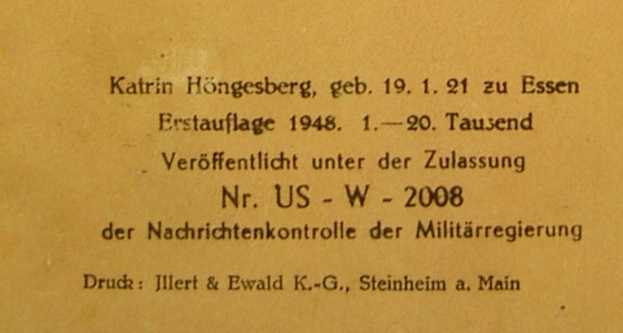 Katrin Höngesberg, geb. 19. 1. 21 zu Essen
Erstauflage 1948. 1.—20. Tausend
Veröffentlicht unter der Zulassung
Nr. US - W - 2008
der Nachrichtenkontrolle der Militärregierung
Druck: Jllert & Ewald K.-G., Steinheim a. Main